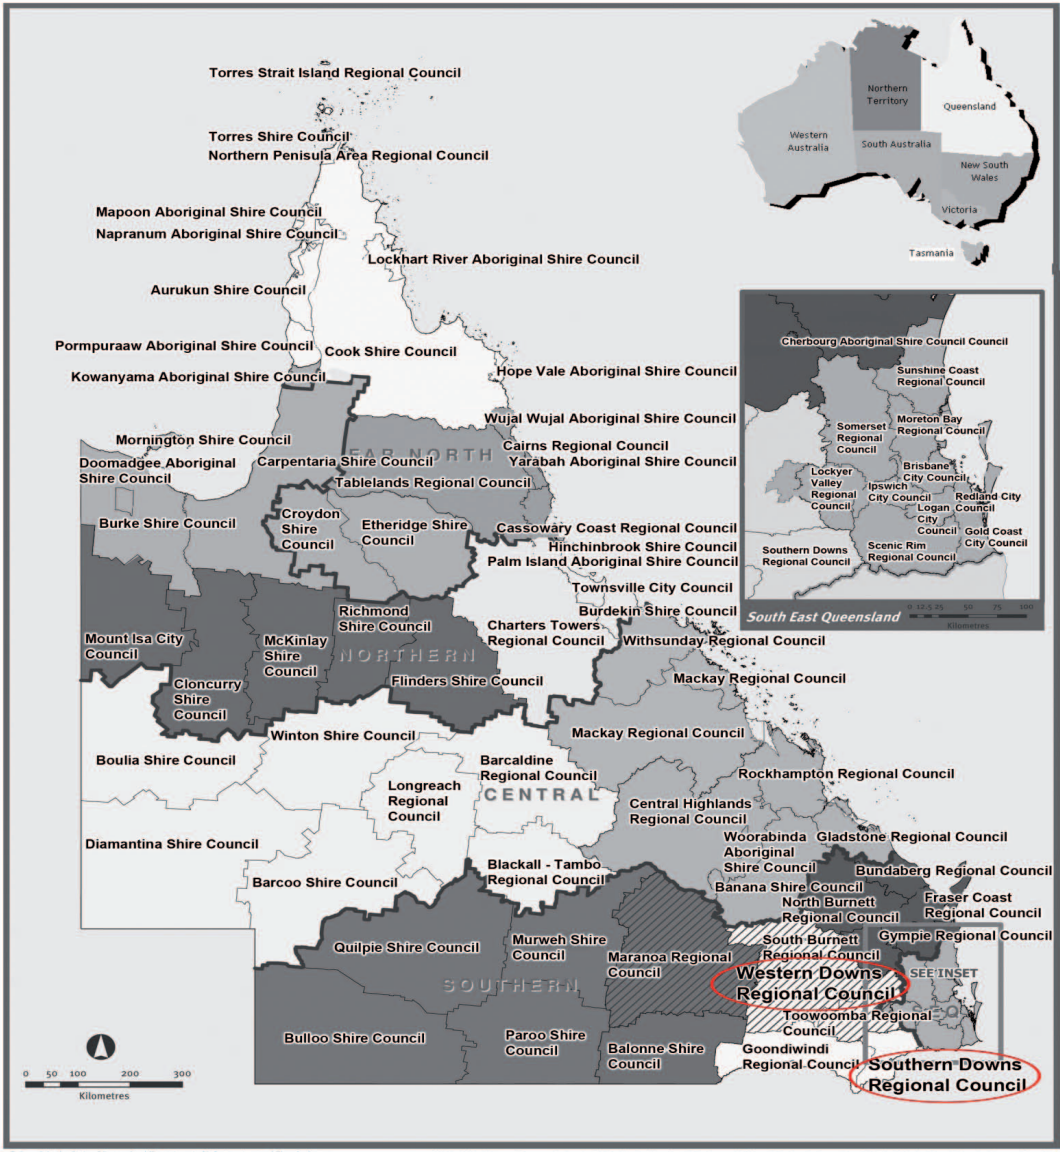 Torres Strait Island Regional Council
Torres Shire Council
Northern Penisula Area Regional Council
Mapoon Aboriginal Shire Council
Napranum Aboriginal Shire Council
Lockhart River Aboriginal Shire Council
Aurukun Shire Council
Pormpuraaw Aboriginal Shire Council
Cook Shire Council
Kowanyama Aboriginal Shire Council
Hope Vale Aboriginal Shire Council
Wujal Wujal Aboriginal Shire Council
Mornington Shire Council
Cairns Regional Council
FAR NORTH
Doomadgee Aboriginal
Shire Council
Carpentaria Shire Council
Yarabah Aboriginal Shire Council
Tablelands Regional Council
Burke Shire Council
Croydon
Shire
Council
Etheridge Shire
Council
Cassowary Coast Regional Council
Hinchinbrook Shire Council
Palm Island Aboriginal Shire Council
Townsville City Council
Burdekin Shire Council
Richmond
Shire Council
Charters Towers
Regional Council
Withsunday Regional Council
Mount Isa City
Council
McKinlay
Shire
Council
NORTHERN
Flinders Shire Council
Mackay Regional Council
Cloncurry
Shire
Council
Winton Shire Council
Mackay Regional Council
Boulia Shire Council
Barcaldine
Regional Council
Rockhampton Regional Council
Longreach
Regional
Council
CENTRAL
Central Highlands
Regional Council
Diamantina Shire Council
Woorabinda
Aboriginal
Shire Council
Gladstone Regional Council
Blackall - Tambo
Regional Council
Bundaberg Regional Council
Barcoo Shire Council
Banana Shire Council
North Burnett
Regional Council
Fraser Coast
Regional Council
Gympie Regional Council
Quilpie Shire Council
Murweh Shire
Council
Maranoa Regional
Council
South Burnett
Regional Council
Western Downs
Regional Council
SEE INSET
SOUTHERN
SEQ
Toowoomba Regional
Council
Bulloo Shire Council
Paroo Shire
Council
Balonne Shire
Council
Goondiwindi
Regional Council
Southern Downs
Regional Council
0 50 100 200 300
Kilometres
Northern
Territory
Queensland
Western
Australia
South Australia
New South
Wales
Victoria
Tasmania
Cherbourg Aboriginal Shire Council Council
Sunshine Coast
Regional Council
Moreton Bay
Regional Council
Somerset
Regional
Council
Lockyer
Valley
Regional
Council
Brisbane
City Council
Ipswich
City Council
Redland City
Council
Logan
City
Council
Gold Coast
City Council
Southern Downs
Regional Council
Scenic Rim
Regional Council
South East Queensland
0 12.5 25 50 75 100
Kilometres